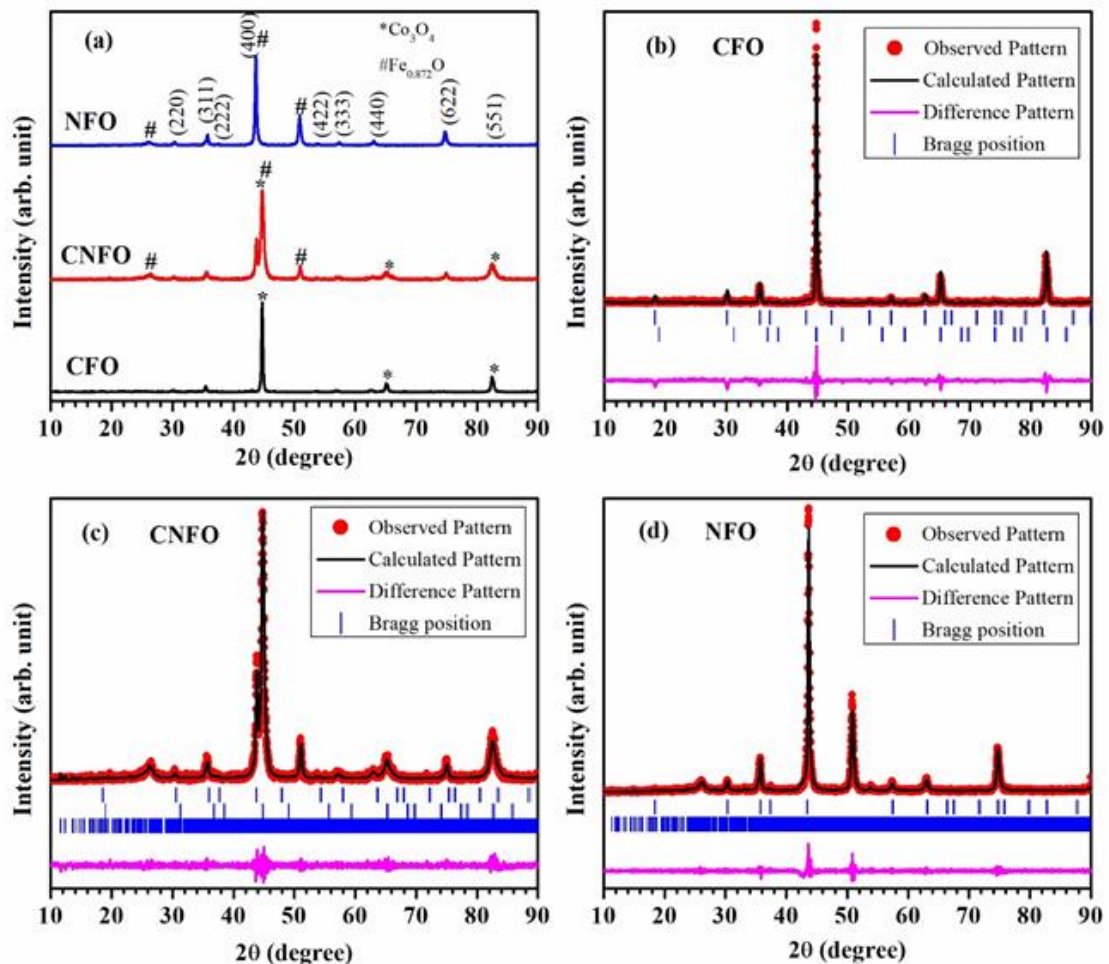 (a)
*Co3O4
#Fe0.872O
NFO
#
(220)
(311)
(222)
(400)
#
#
(422)
(333)
(440)
(622)
(551)
CNFO
#
*
#
#
*
*
CFO
*
*
*
Intensity (arb. unit)
10 20 30 40 50 60 70 80 90
2θ (degree)
(b) CFO
Observed Pattern
Calculated Pattern
Difference Pattern
Bragg position
Intensity (arb. unit)
10 20 30 40 50 60 70 80 90
2θ (degree)
(c) CNFO
Observed Pattern
Calculated Pattern
Difference Pattern
Bragg position
Intensity (arb. unit)
10 20 30 40 50 60 70 80 90
2θ (degree)
(d) NFO
Observed Pattern
Calculated Pattern
Difference Pattern
Bragg position
Intensity (arb. unit)
10 20 30 40 50 60 70 80 90
2θ (degree)